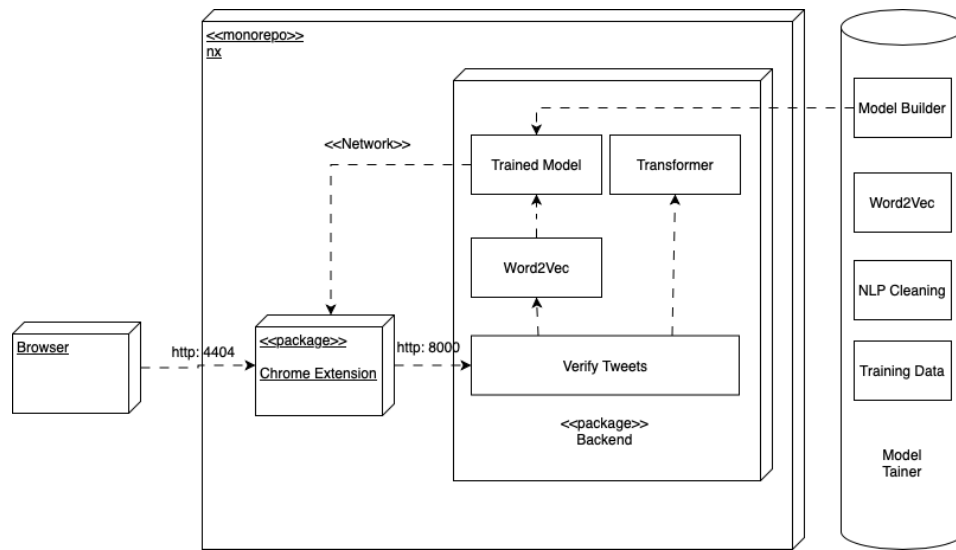 <<monorepo>>
nx
Model Builder
<<Network>>
Trained Model
Transformer
Word2Vec
Word2Vec
NLP Cleaning
Browser
http: 4404
<<package>>
Chrome Extension
http: 8000
Verify Tweets
Training Data
<<package>>
Backend
Model
Tainer